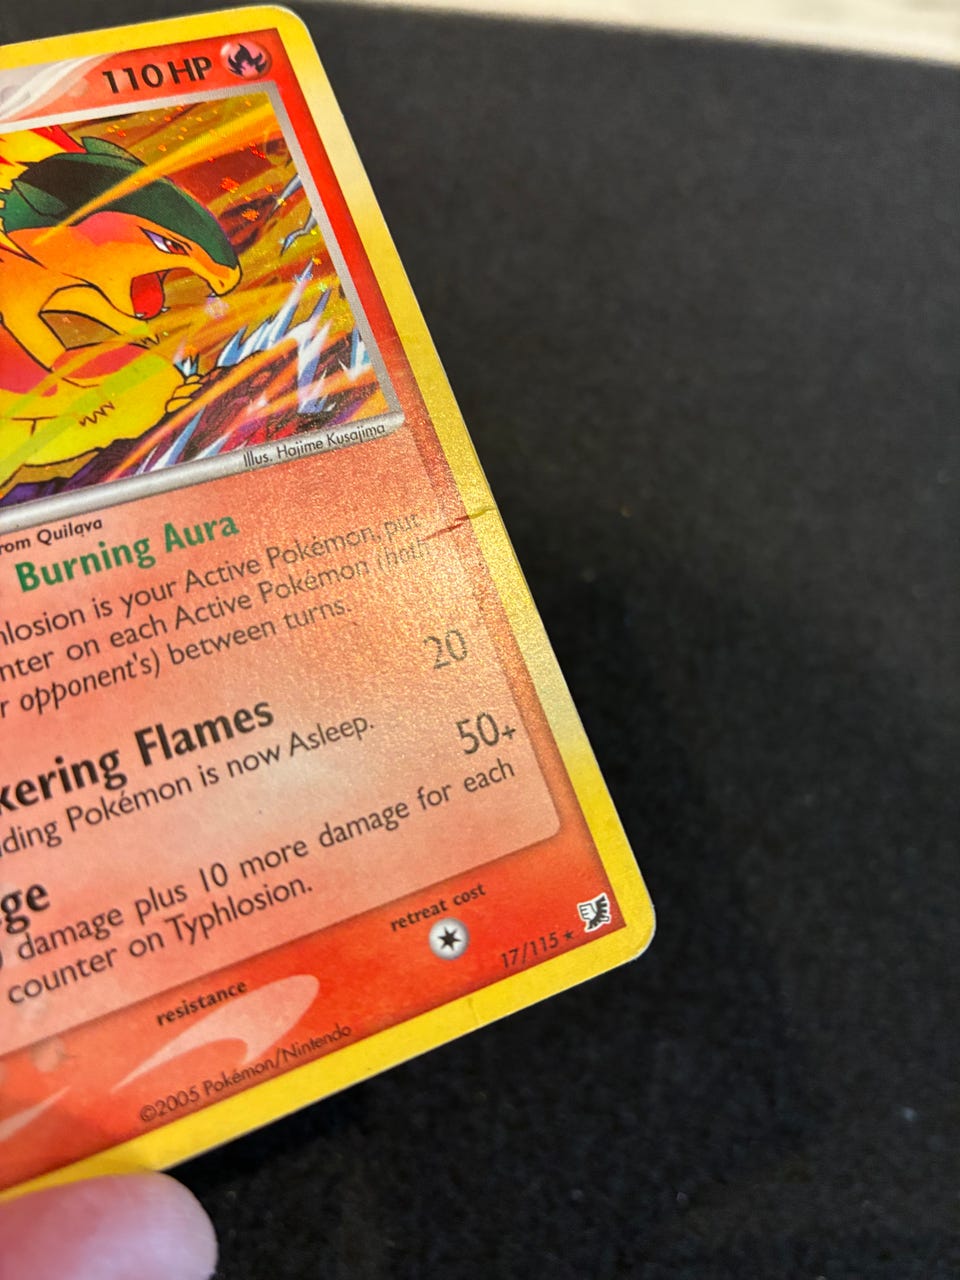 110 HP
Illus. Hajime Kusajima
rom Quilava
Burning Aura
hlosion is your Active Pokémon, put
nter on each Active Pokémon (both
r opponent's) between turns.
20
kering Flames
ding Pokémon is now Asleep.
50+
ge
damage plus 10 more damage for each
counter on Typhlosion.
retreat cost
17/115 ★
resistance
©2005 Pokémon/Nintendo